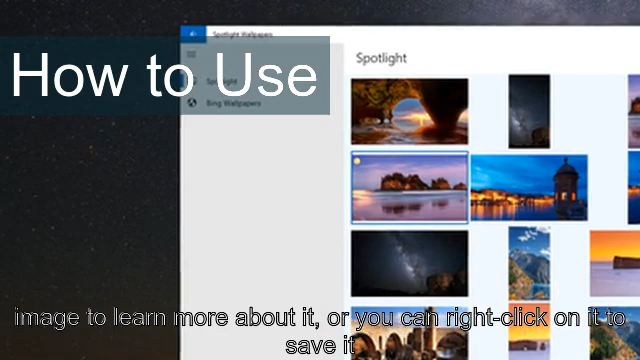 Spotlight Wallpapers
How to Use
Spotlight
Spotlight
Bing Wallpapers
image to learn more about it, or you can right-click on it to
save it